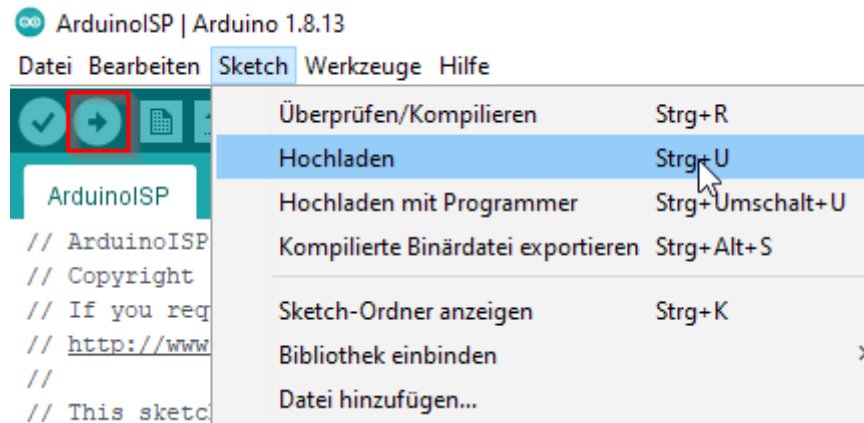 ArduinoISP | Arduino 1.8.13
Datei Bearbeiten Sketch Werkzeuge Hilfe
Überprüfen/Kompilieren Strg+R
Hochladen Strg+U
ArduinoISP
Hochladen mit Programmer Strg+Umschalt+U
// ArduinoISP
Kompilierte Binärdatei exportieren Strg+Alt+S
// Copyright
// If you req
Sketch-Ordner anzeigen Strg+K
// http://www
Bibliothek einbinden
//
Datei hinzufügen...
// This sketc